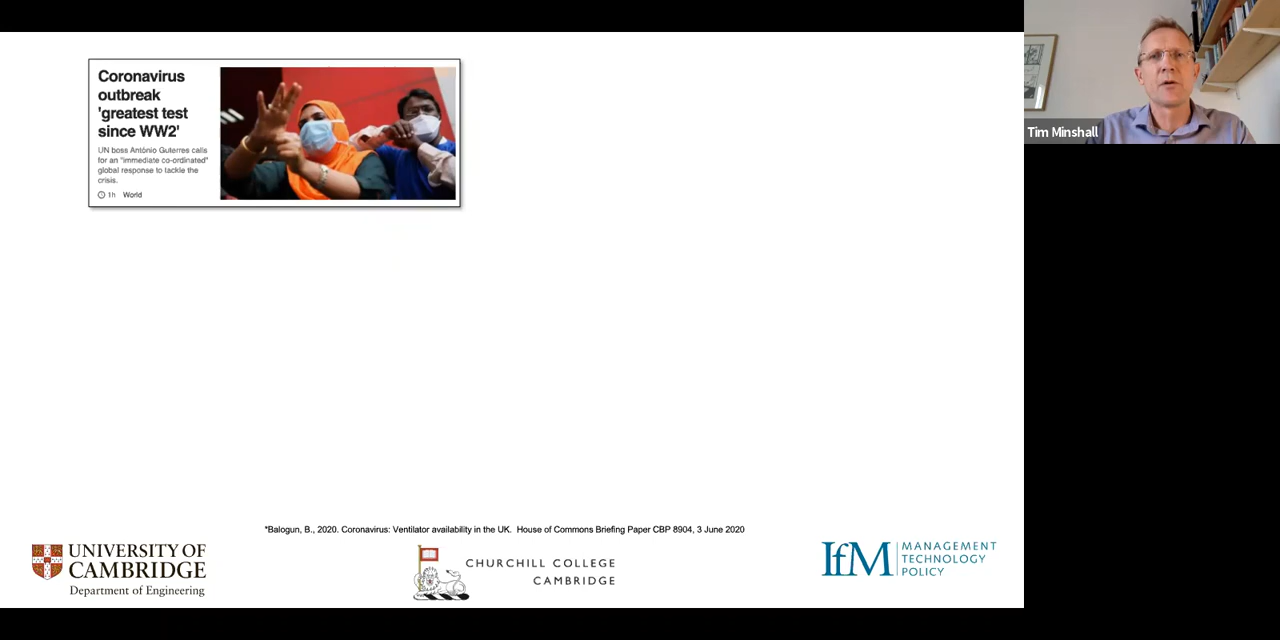 Coronavirus
outbreak
'greatest test
since WW2'
UN boss António Guterres calls
for an "immediate co-ordinated"
global response to tackle the
crisis.
1h World
Tim Minshall
*Balogun, B., 2020. Coronavirus: Ventilator availability in the UK. House of Commons Briefing Paper CBP 8904, 3 June 2020
UNIVERSITY OF
CAMBRIDGE
Department of Engineering
CHURCHILL COLLEGE
CAMBRIDGE
IfM
MANAGEMENT
TECHNOLOGY
POLICY